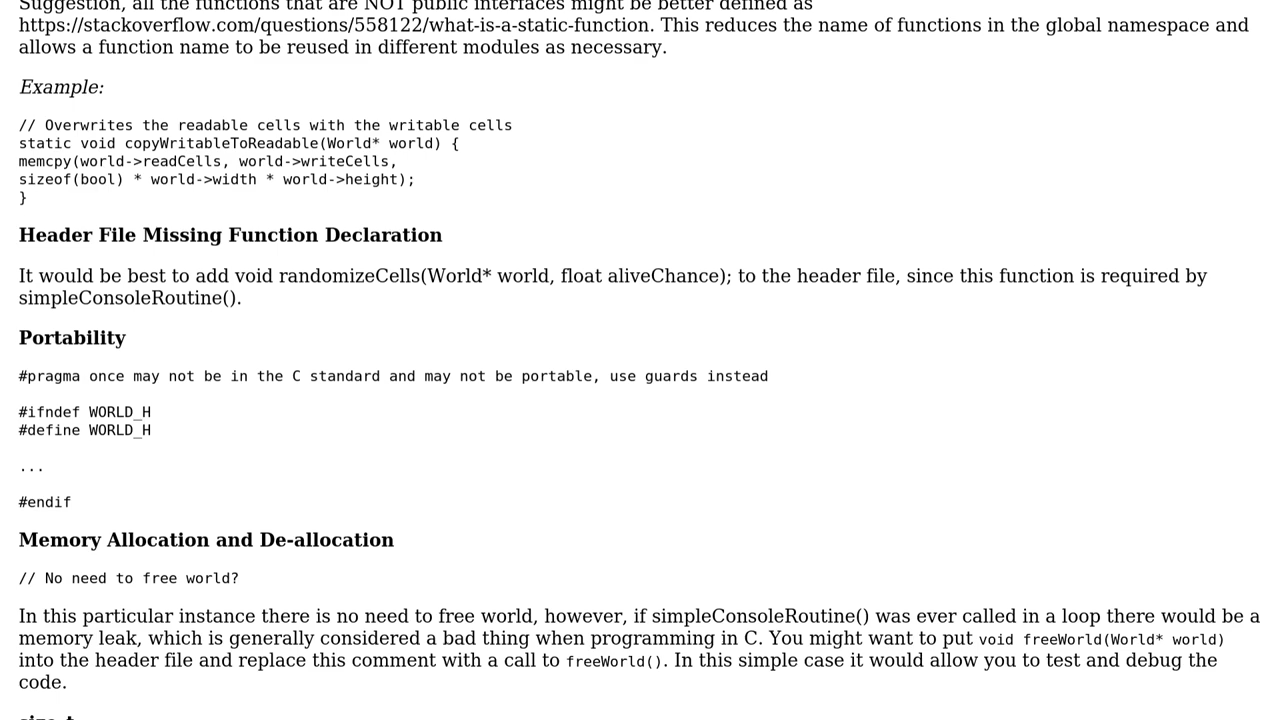 Suggestion, all the functions that are NOT public interfaces might be better defined as
https://stackoverflow.com/questions/558122/what-is-a-static-function. This reduces the name of functions in the global namespace and
allows a function name to be reused in different modules as necessary.
Example:
// Overwrites the readable cells with the writable cells
static void copyWritableToReadable(World* world) {
memcpy(world->readCells, world->writeCells,
sizeof(bool) * world->width * world->height);
}
Header File Missing Function Declaration
It would be best to add void randomizeCells(World* world, float aliveChance); to the header file, since this function is required by
simpleConsoleRoutine().
Portability
#pragma once may not be in the C standard and may not be portable, use guards instead
#ifndef WORLD_H
#define WORLD_H
...
#endif
Memory Allocation and De-allocation
// No need to free world?
In this particular instance there is no need to free world, however, if simpleConsoleRoutine() was ever called in a loop there would be a
memory leak, which is generally considered a bad thing when programming in C. You might want to put void freeWorld(World* world)
into the header file and replace this comment with a call to freeWorld(). In this simple case it would allow you to test and debug the
code.
size_t